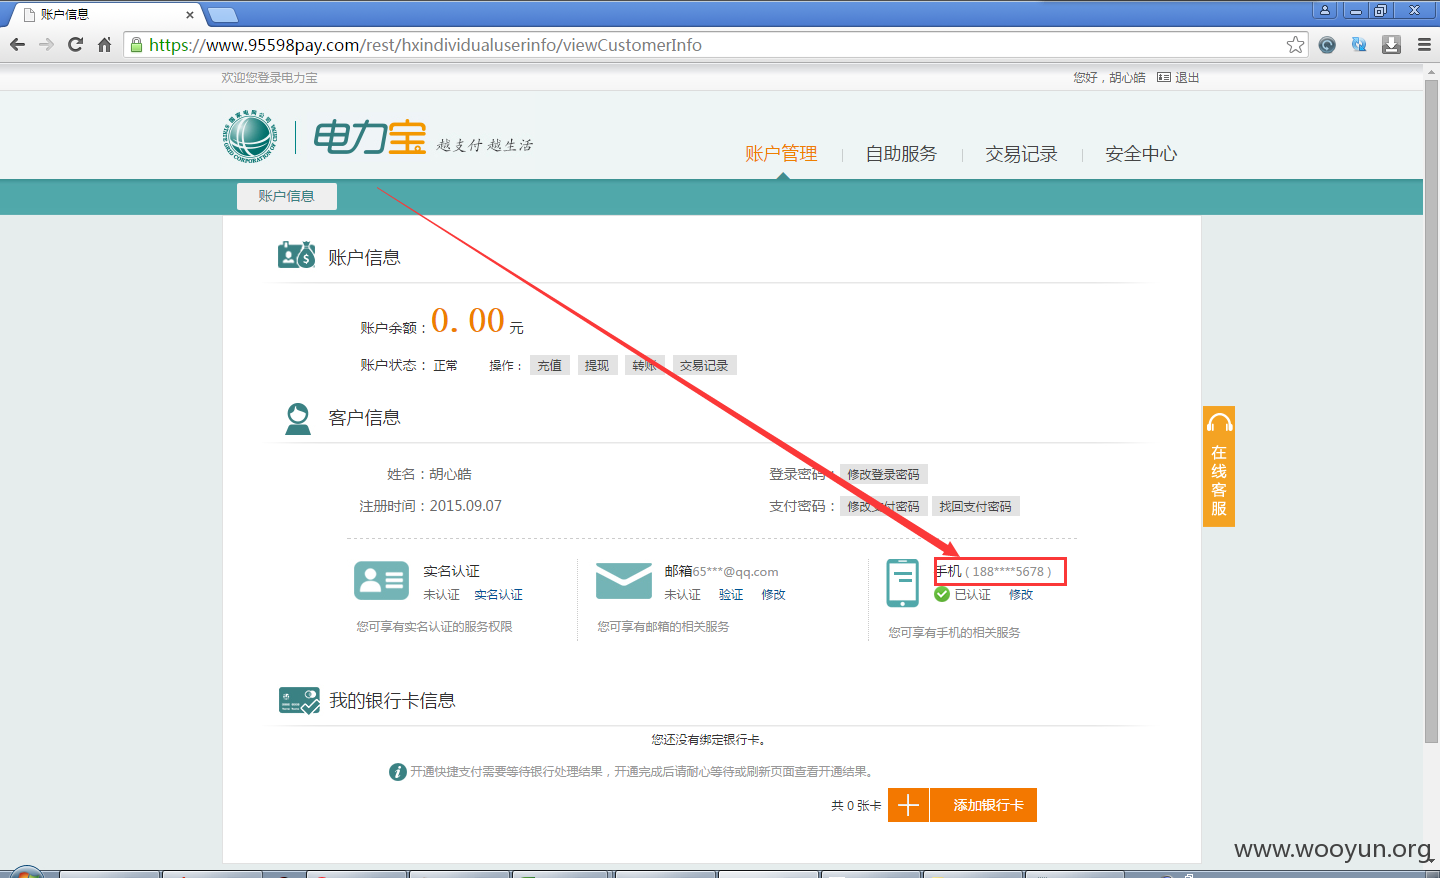 账户信息
https://www.95598pay.com/rest/hxindividualuserinfo/viewCustomerInfo
欢迎您登录电力宝
您好，胡心皓 退出
国家电网公司
STATE GRID CORPORATION OF CHINA
电力宝 越支付 越生活
账户管理 自助服务 交易记录 安全中心
账户信息
账户信息
账户余额：0.00 元
账户状态：正常 操作： 充值 提现 转账 交易记录
客户信息
姓名：胡心皓 登录密码： 修改登录密码
注册时间：2015.09.07 支付密码： 修改支付密码 找回支付密码
实名认证 邮箱65***@qq.com 手机（188****5678）
未认证 实名认证 未认证 验证 修改 已认证 修改
您可享有实名认证的服务权限 您可享有邮箱的相关服务 您可享有手机的相关服务
在线客服
我的银行卡信息
您还没有绑定银行卡。
开通快捷支付需要等待银行处理结果，开通完成后请耐心等待或刷新页面查看开通结果。
共 0 张卡 添加银行卡
www.wooyun.org